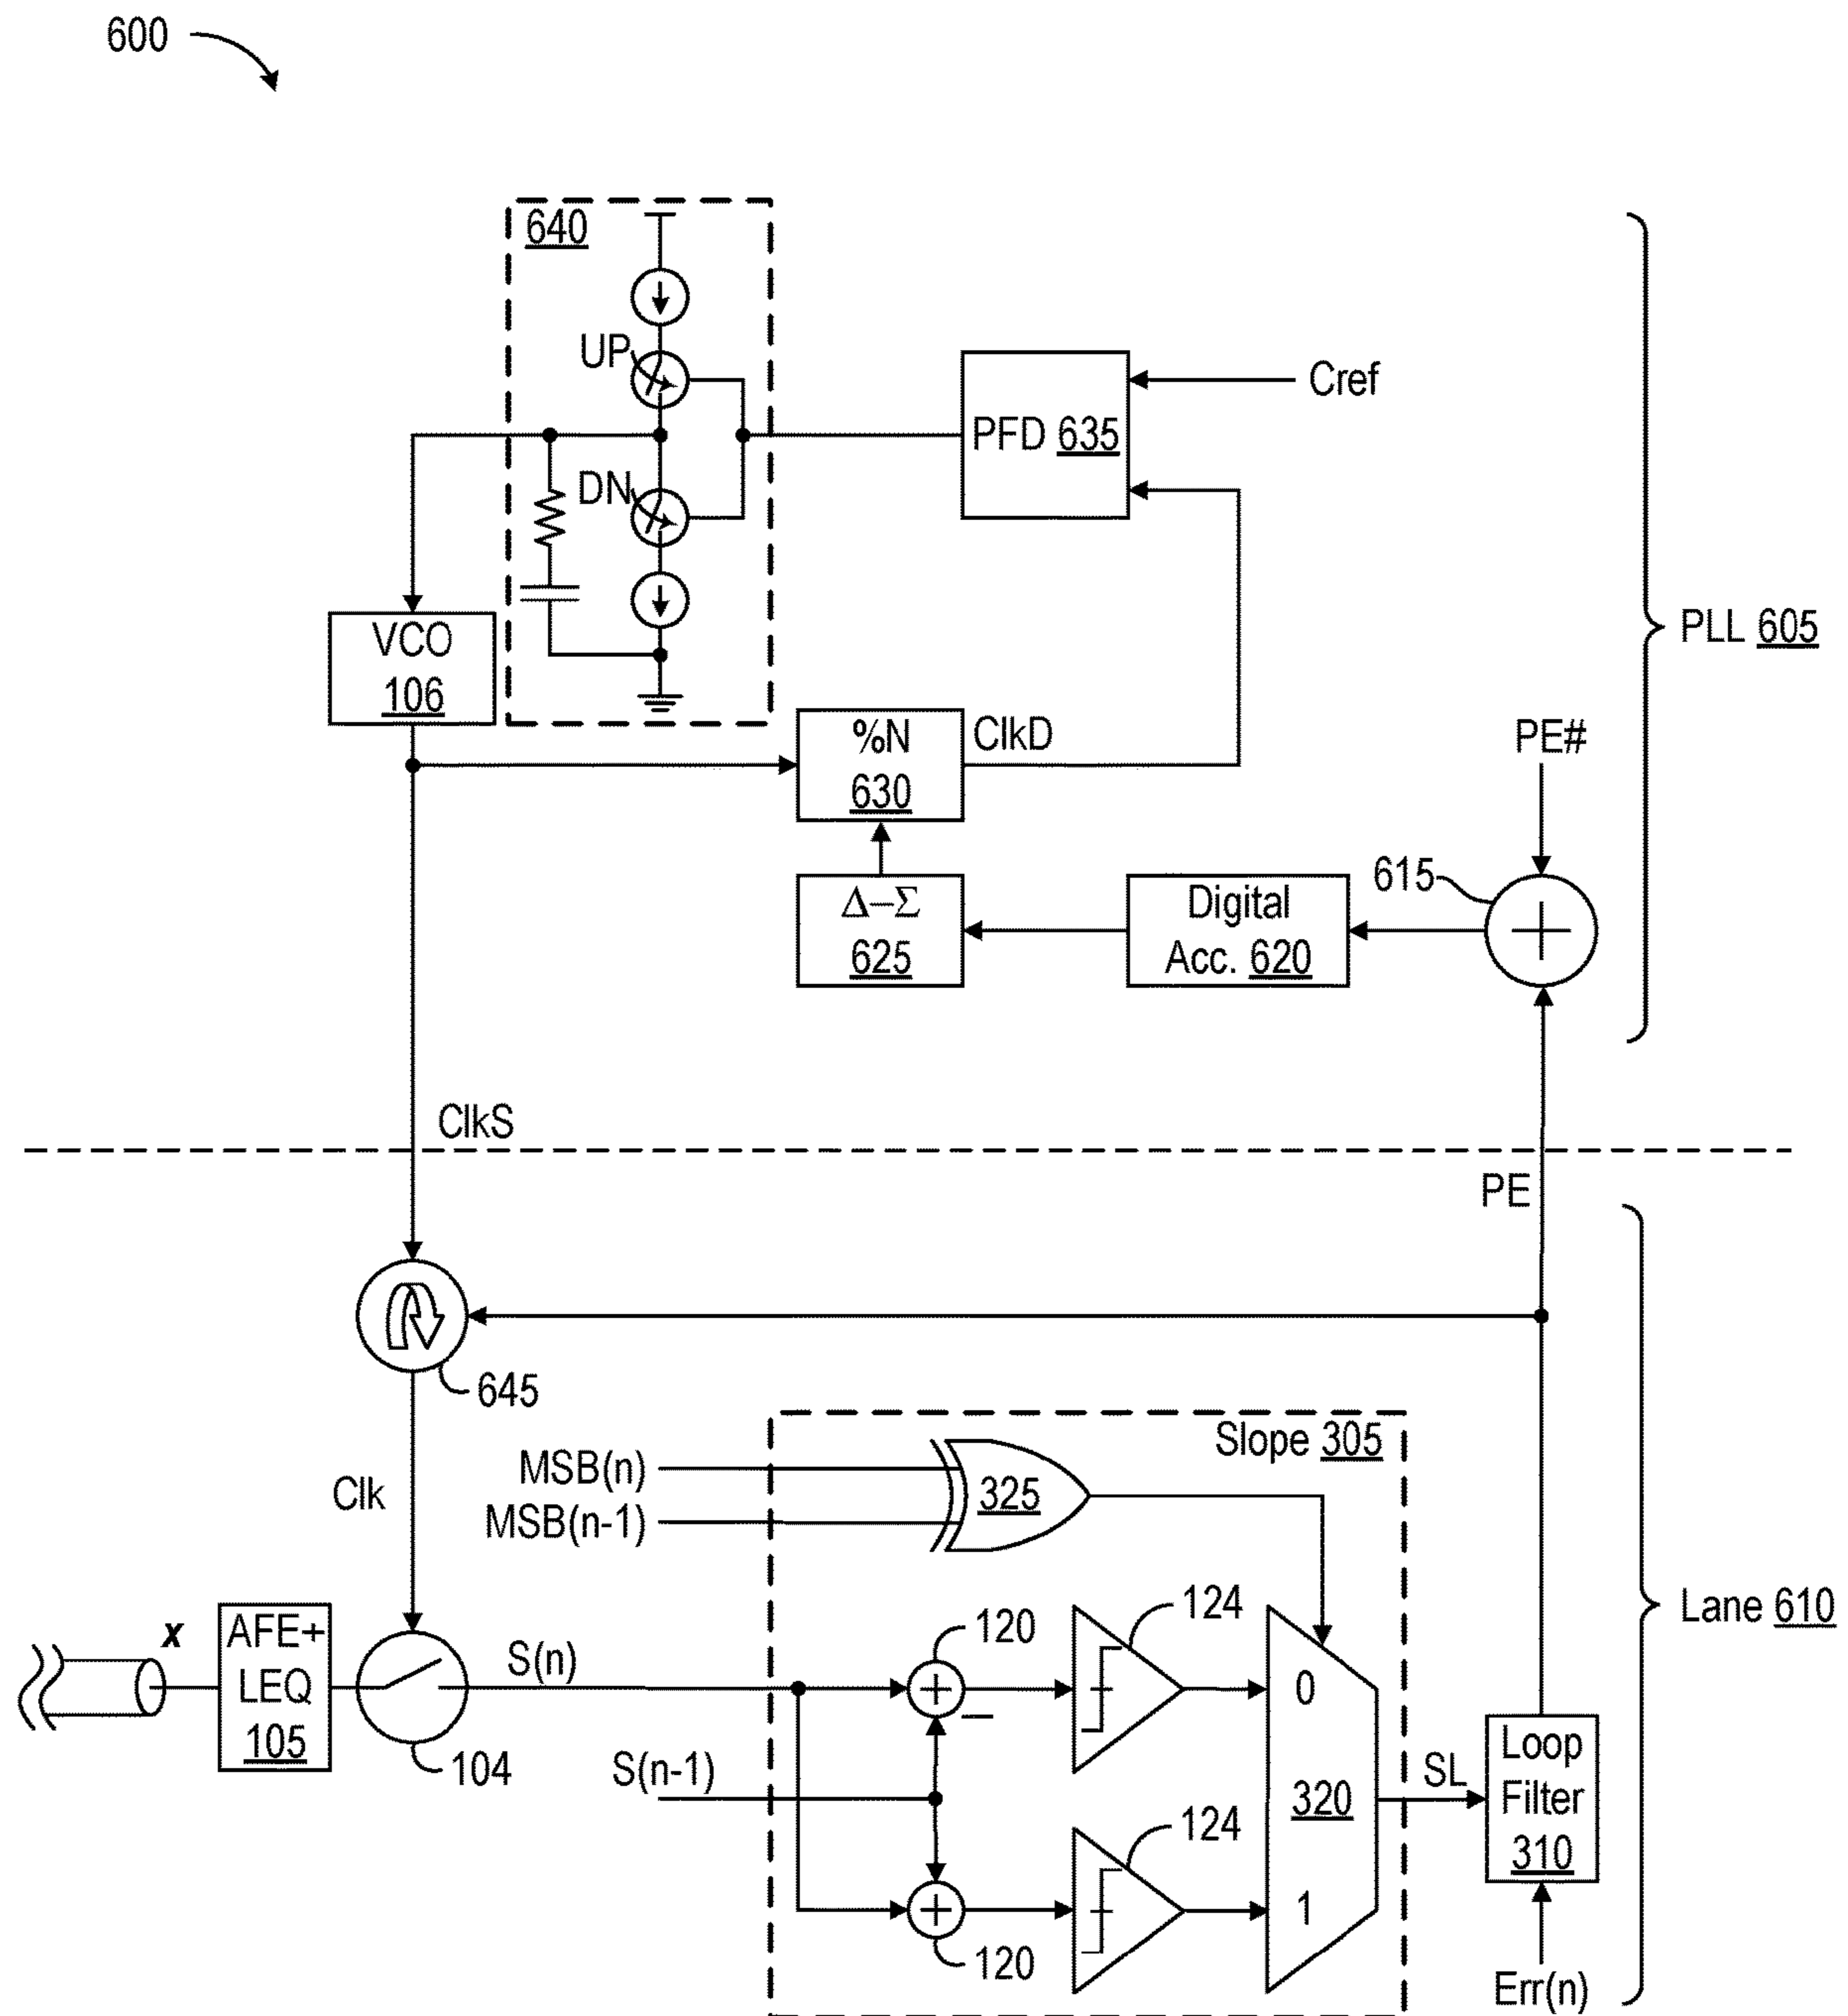 600
640
UP
DN
PFD 635
Cref
VCO
106
PLL 605
%N
630
ClkD
PE#
615
Δ–Σ
625
Digital
Acc. 620
+
ClkS
PE
645
Slope 305
MSB(n)
MSB(n-1)
325
Clk
x
AFE+
LEQ
105
104
S(n)
S(n-1)
120
+
–
124
0
320
1
124
+
120
SL
Loop
Filter
310
Err(n)
Lane 610